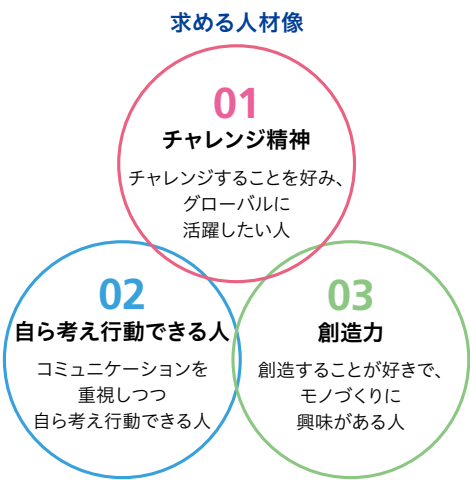 求める人材像
01
チャレンジ精神
チャレンジすることを好み、
グローバルに
活躍したい人
02
自ら考え行動できる人
コミュニケーションを
重視しつつ
自ら考え行動できる人
03
創造力
創造することが好きで、
モノづくりに
興味がある人